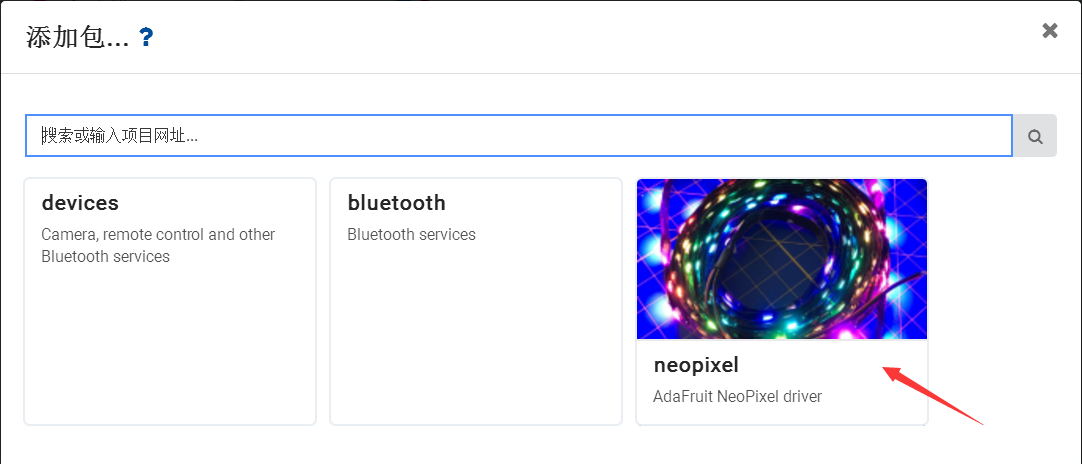 添加包... ?
搜索或输入项目网址...
devices
Camera, remote control and other
Bluetooth services
bluetooth
Bluetooth services
neopixel
AdaFruit NeoPixel driver